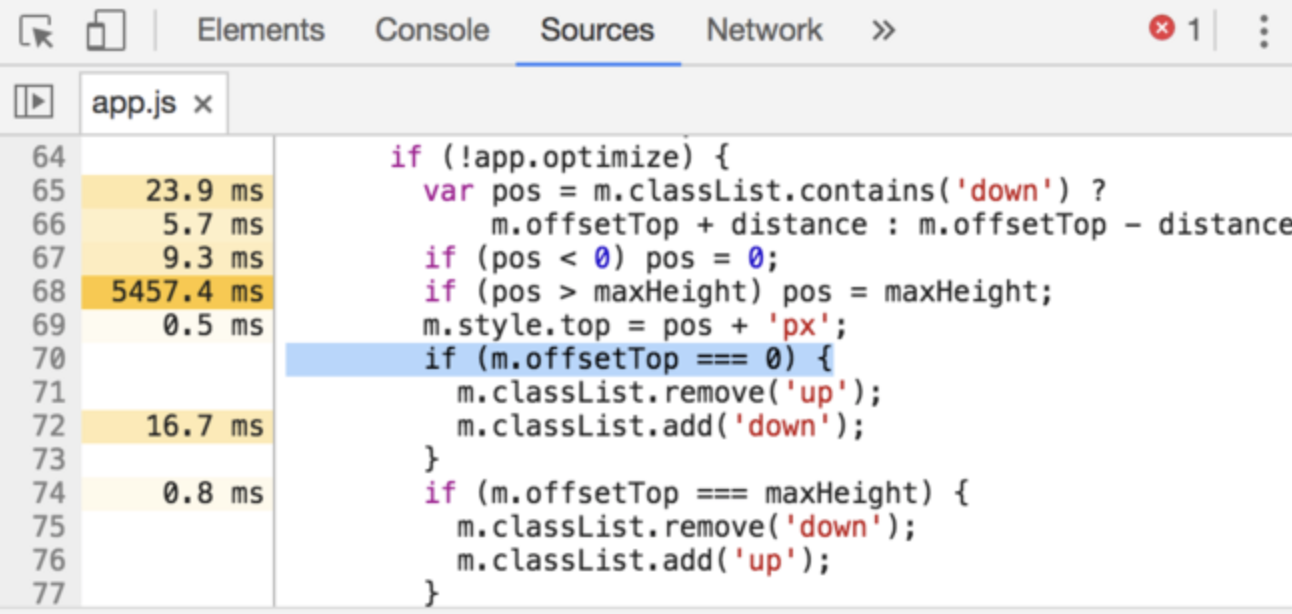 Elements Console Sources Network » 1
app.js ×
64 if (!app.optimize) {
65 23.9 ms var pos = m.classList.contains('down') ?
66 5.7 ms m.offsetTop + distance : m.offsetTop - distance
67 9.3 ms if (pos < 0) pos = 0;
68 5457.4 ms if (pos > maxHeight) pos = maxHeight;
69 0.5 ms m.style.top = pos + 'px';
70 if (m.offsetTop === 0) {
71 m.classList.remove('up');
72 16.7 ms m.classList.add('down');
73 }
74 0.8 ms if (m.offsetTop === maxHeight) {
75 m.classList.remove('down');
76 m.classList.add('up');
77 }